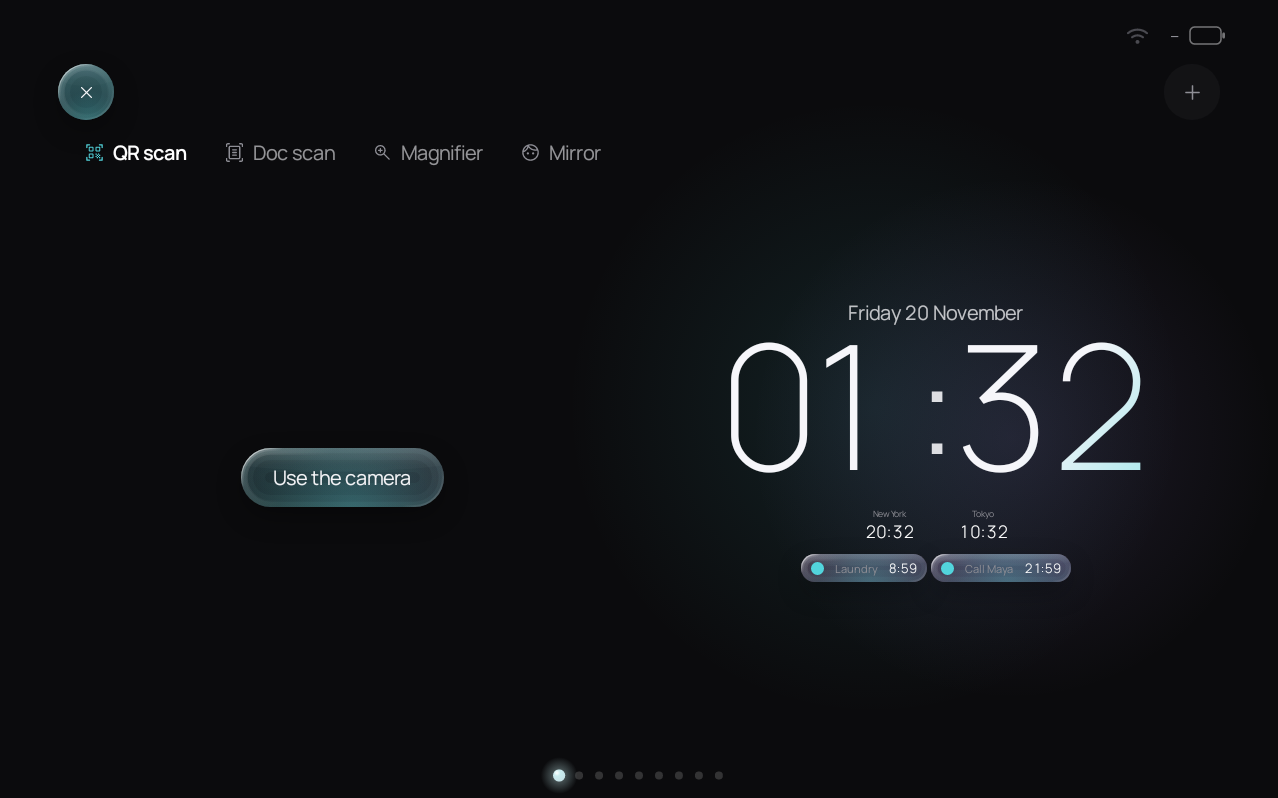 QR scan
Doc scan
Magnifier
Mirror
Friday 20 November
01:32
Use the camera
New York
Tokyo
20:32
10:32
Laundry 8:59
Call Maya 21:59